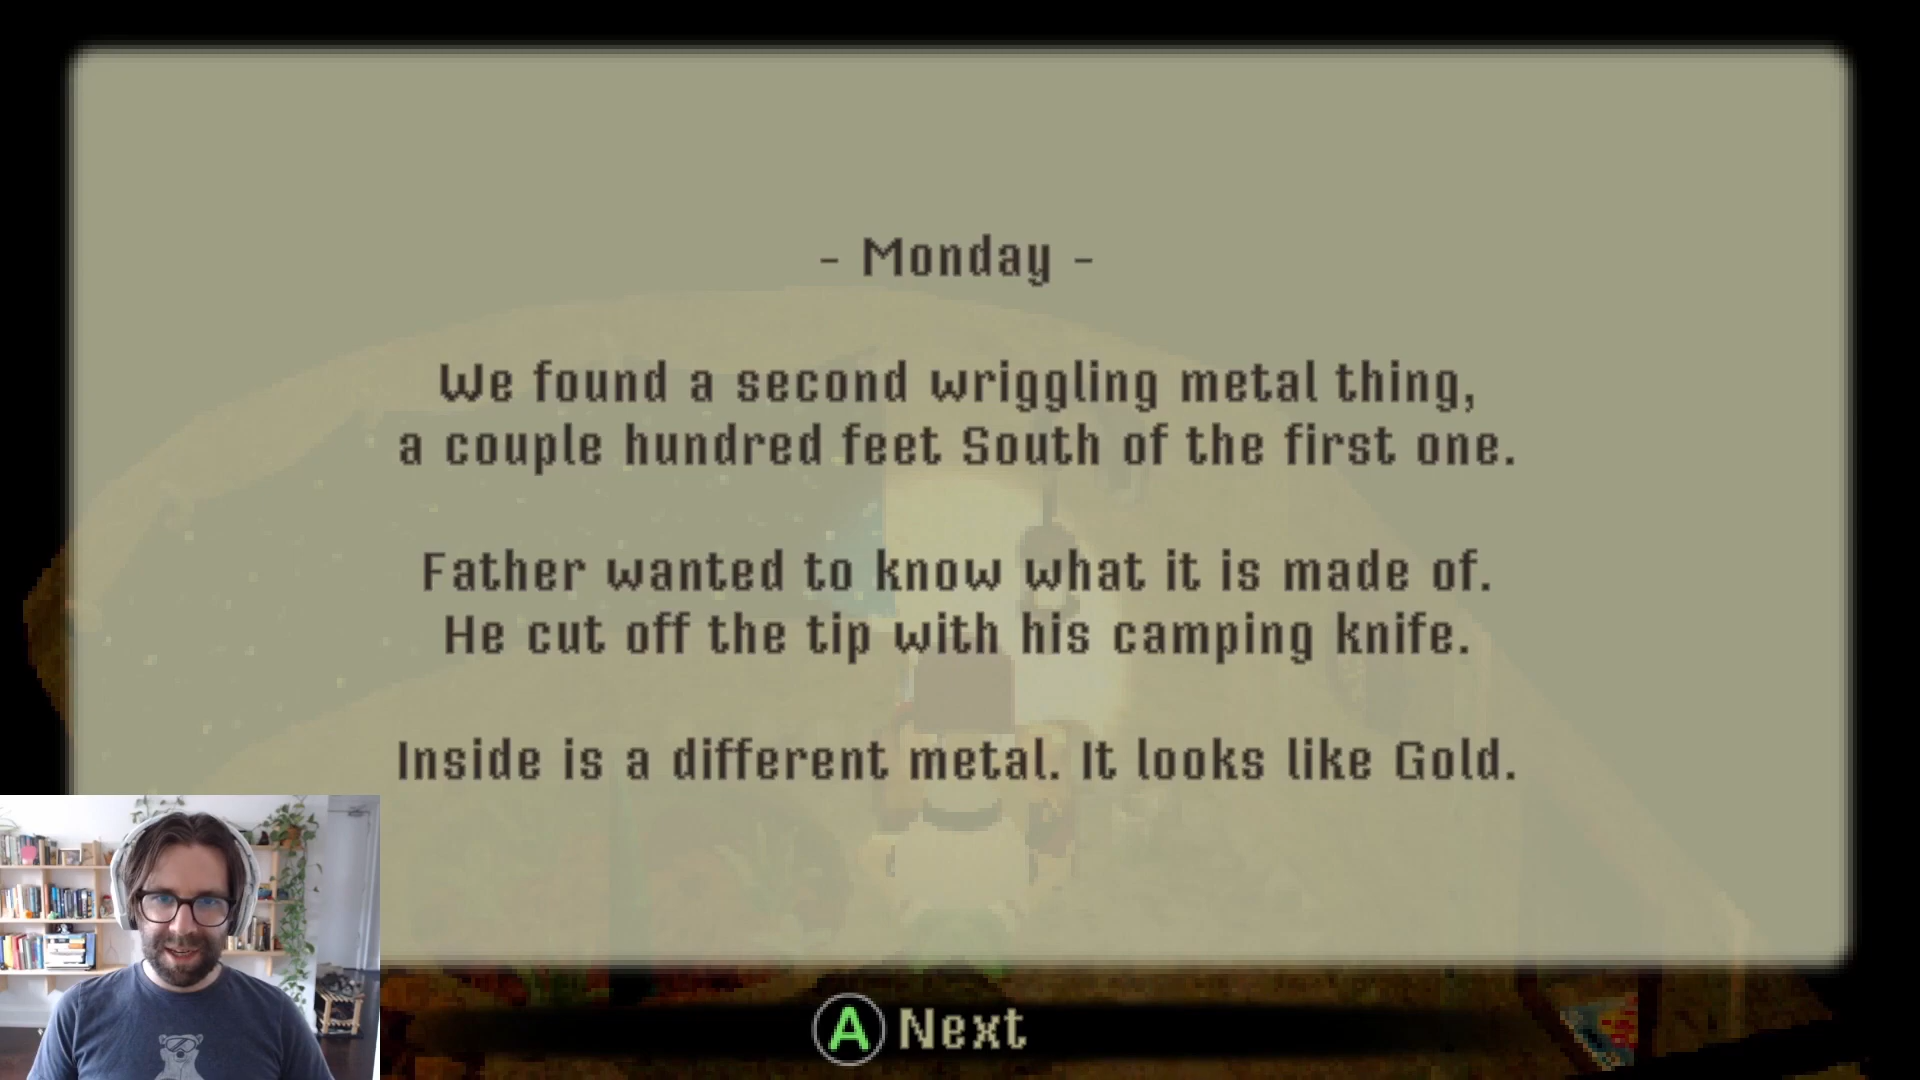 - Monday -
We found a second wriggling metal thing,
a couple hundred feet South of the first one.
Father wanted to know what it is made of.
He cut off the tip with his camping knife.
Inside is a different metal. It looks like Gold.
A Next